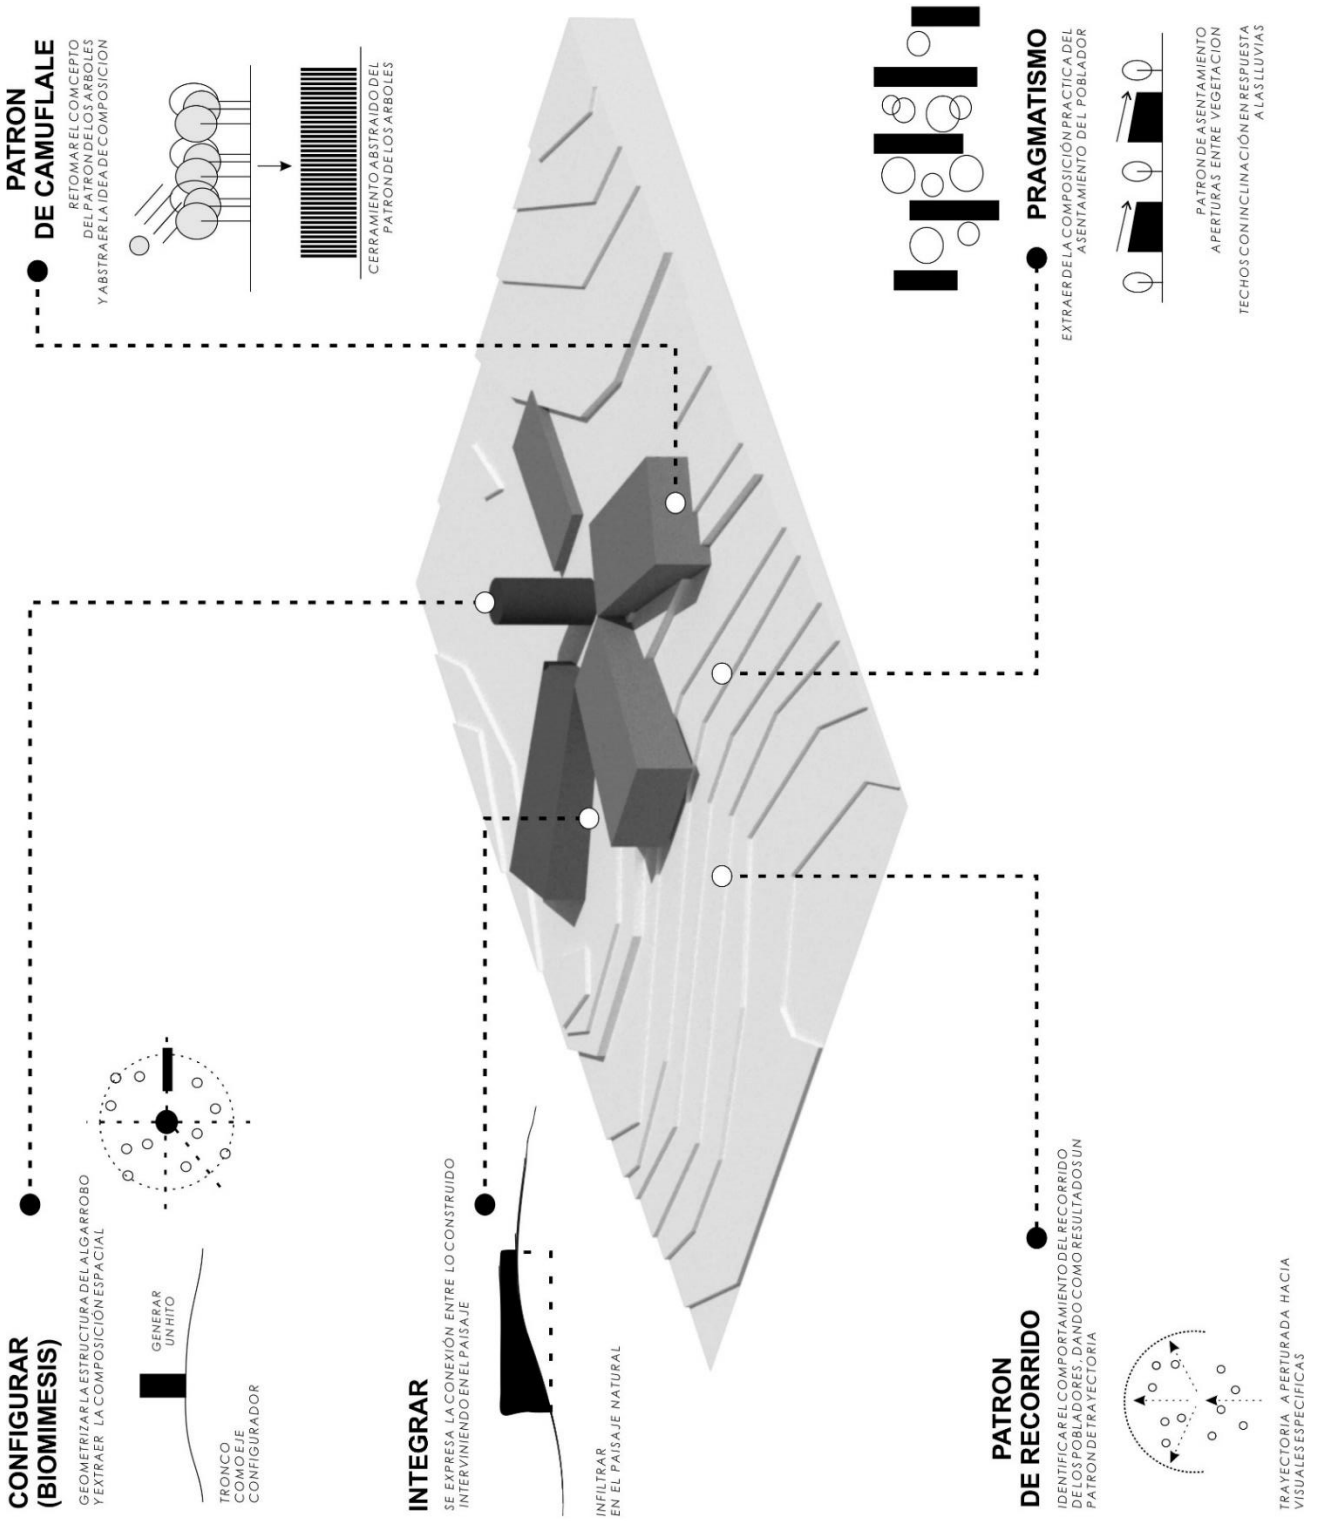 CONFIGURAR
(BIOMIMESIS)
GEOMETRIZAR LA ESTRUCTURA DEL ALGARROBO
Y EXTRAER LA COMPOSICIÓN ESPACIAL
GENERAR
UN HITO
TRONCO
COMO EJE
CONFIGURADOR
PATRON
DE CAMUFLALE
RETOMAR EL COMCEPTO
DEL PATRON DE LOS ARBOLES
Y ABSTRAER LA IDEA DE COMPOSICION
CERRAMIENTO ABSTRAIDO DEL
PATRON DE LOS ARBOLES
INTEGRAR
SE EXPRESA LA CONEXIÓN ENTRE LO CONSTRUIDO
INTERVINIENDO EN EL PAISAJE
INFILTRAR
EN EL PAISAJE NATURAL
PATRON
DE RECORRIDO
IDENTIFICAR EL COMPORTAMIENTO DEL RECORRIDO
DE LOS POBLADORES, DANDO COMO RESULTADOS UN
PATRON DE TRAYECTORIA
TRAYECTORIA APERTURADA HACIA
VISUALES ESPECIFICAS
PRAGMATISMO
EXTRAER DE LA COMPOSICIÓN PRACTICA DEL
ASENTAMIENTO DEL POBLADOR
PATRON DE ASENTAMIENTO
APERTURAS ENTRE VEGETACION
TECHOS CON INCLINACIÓN EN RESPUESTA
A LAS LLUVIAS